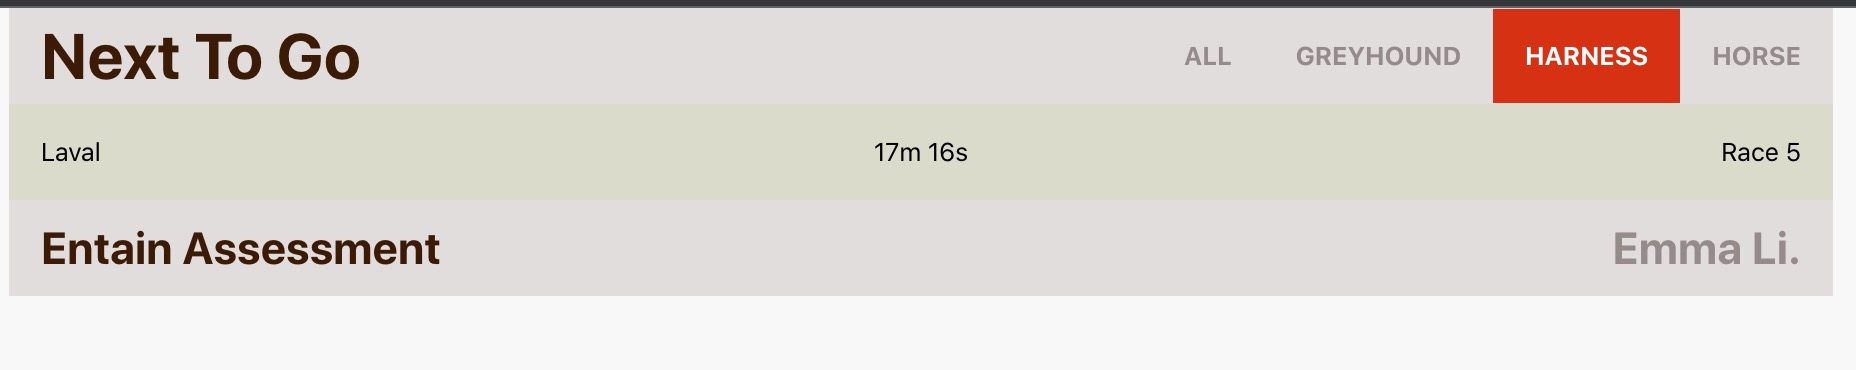 Next To Go ALL GREYHOUND HARNESS HORSE
Laval 17m 16s Race 5
Entain Assessment Emma Li.